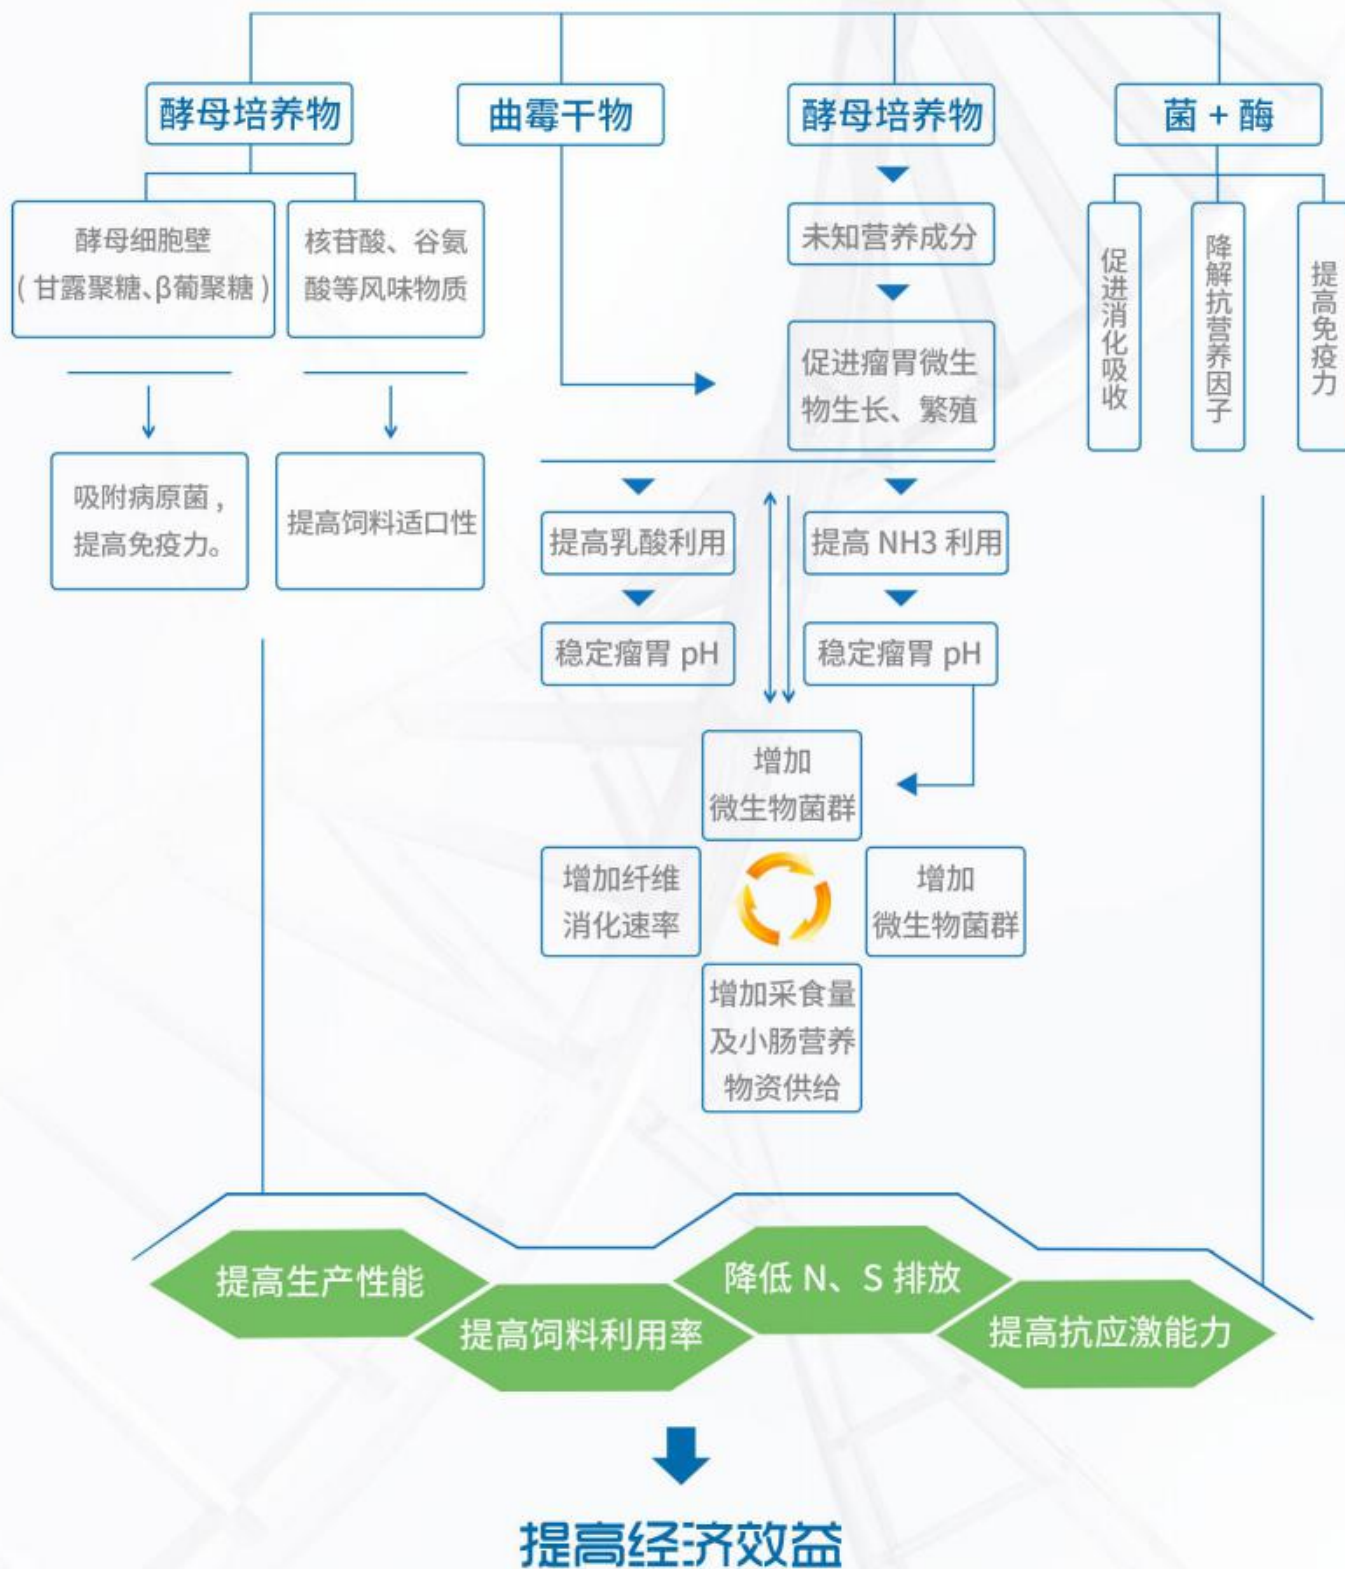 酵母培养物
曲霉干物
酵母培养物
菌 + 酶
酵母细胞壁
( 甘露聚糖、β葡聚糖 )
核苷酸、谷氨
酸等风味物质
未知营养成分
促进消化吸收
降解抗营养因子
提高免疫力
促进瘤胃微生
物生长、繁殖
吸附病原菌，
提高免疫力。
提高饲料适口性
提高乳酸利用
提高 NH3 利用
稳定瘤胃 pH
稳定瘤胃 pH
增加
微生物菌群
增加纤维
消化速率
增加
微生物菌群
增加采食量
及小肠营养
物资供给
提高生产性能
提高饲料利用率
降低 N、S 排放
提高抗应激能力
提高经济效益